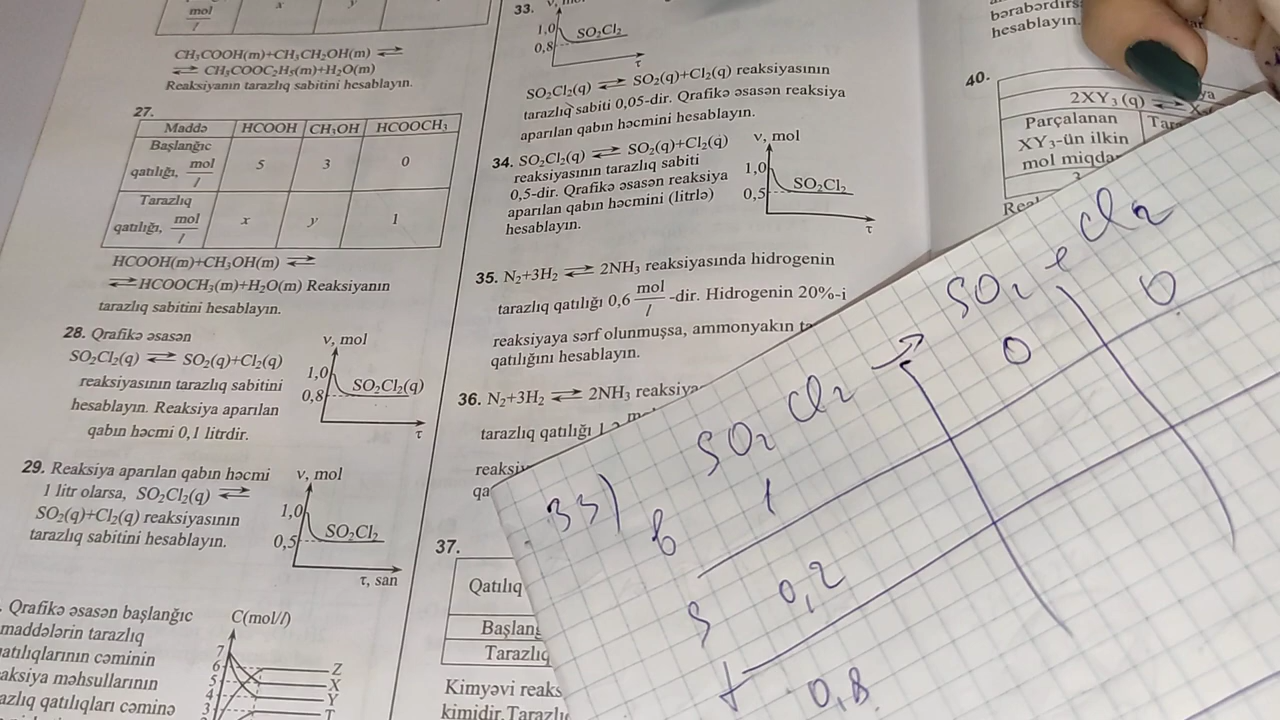 mol
l
x
y
CH₃COOH(m)+CH₃CH₂OH(m) ⇄
⇄ CH₃COOC₂H₅(m)+H₂O(m)
Reaksiyanın tarazlıq sabitini hesablayın.
27.
Maddə HCOOH CH₃OH HCOOCH₃
Başlanğıc
qatılığı, mol/l 5 3 0
Tarazlıq
qatılığı, mol/l x y 1
HCOOH(m)+CH₃OH(m) ⇄
⇄HCOOCH₃(m)+H₂O(m) Reaksiyanın
tarazlıq sabitini hesablayın.
28. Qrafikə əsasən
SO₂Cl₂(q) ⇄ SO₂(q)+Cl₂(q)
reaksiyasının tarazlıq sabitini
hesablayın. Reaksiya aparılan
qabın həcmi 0,1 litrdir.
ν, mol
1,0
0,8
SO₂Cl₂(q)
τ
29. Reaksiya aparılan qabın həcmi
1 litr olarsa, SO₂Cl₂(q) ⇄
SO₂(q)+Cl₂(q) reaksiyasının
tarazlıq sabitini hesablayın.
ν, mol
1,0
0,5
SO₂Cl₂
τ, san
Qrafikə əsasən başlanğıc
maddələrin tarazlıq
qatılıqlarının cəminin
məhsullarının
qatılıqları cəminə
C(mol/l)
7
6
5
4
3
Z
X
Y
T
33.
1,0
0,8
SO₂Cl₂
τ
SO₂Cl₂(q) ⇄ SO₂(q)+Cl₂(q) reaksiyasının
tarazlıq sabiti 0,05-dir. Qrafikə əsasən reaksiya
aparılan qabın həcmini hesablayın.
34. SO₂Cl₂(q) ⇄ SO₂(q)+Cl₂(q)
reaksiyasının tarazlıq sabiti
0,5-dir. Qrafikə əsasən reaksiya
aparılan qabın həcmini (litrlə)
hesablayın.
ν, mol
1,0
0,5
SO₂Cl₂
τ
35. N₂+3H₂ ⇄ 2NH₃ reaksiyasında hidrogenin
tarazlıq qatılığı 0,6 mol/l -dir. Hidrogenin 20%-i
reaksiyaya sərf olunmuşsa, ammonyakın
qatılığını hesablayın.
36. N₂+3H₂ ⇄ 2NH₃
tarazlıq qatılığı
37.
Qatılıq
Tarazlıq
Kimyəvi
kimidir.
hesablayın.
40.
2XY₃(q) ⇄
Parçalanan
XY₃-ün ilkin
mol
33) SO₂Cl₂ → SO₂ + Cl₂
b 1 0 0
s 0,2
t 0,8